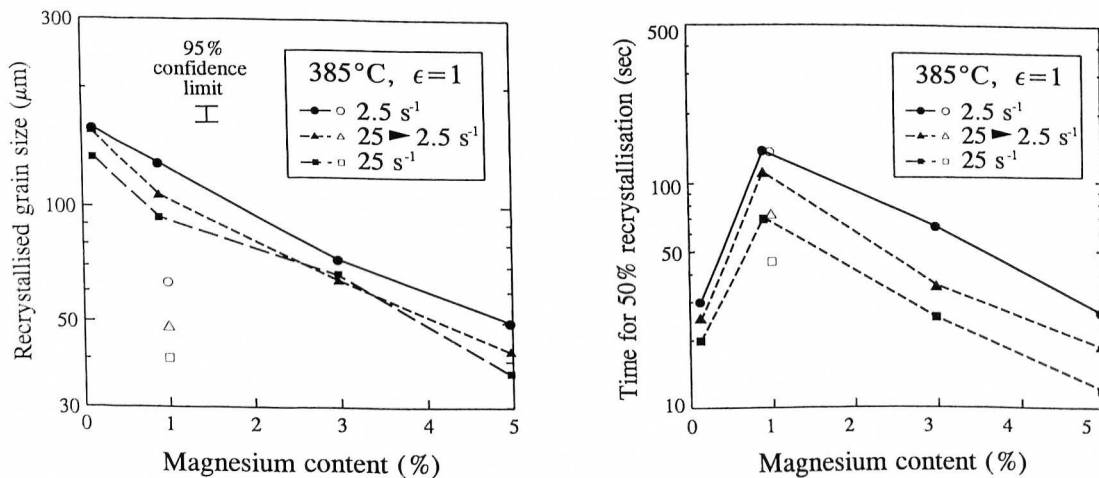 300
100
50
30
Recrystallised grain size (μm)
95%
confidence
limit
385°C, ϵ=1
2.5 s⁻¹
25 ► 2.5 s⁻¹
25 s⁻¹
0 1 2 3 4 5
Magnesium content (%)
500
100
50
10
Time for 50% recrystallisation (sec)
385°C, ϵ=1
2.5 s⁻¹
25 ► 2.5 s⁻¹
25 s⁻¹
0 1 2 3 4 5
Magnesium content (%)